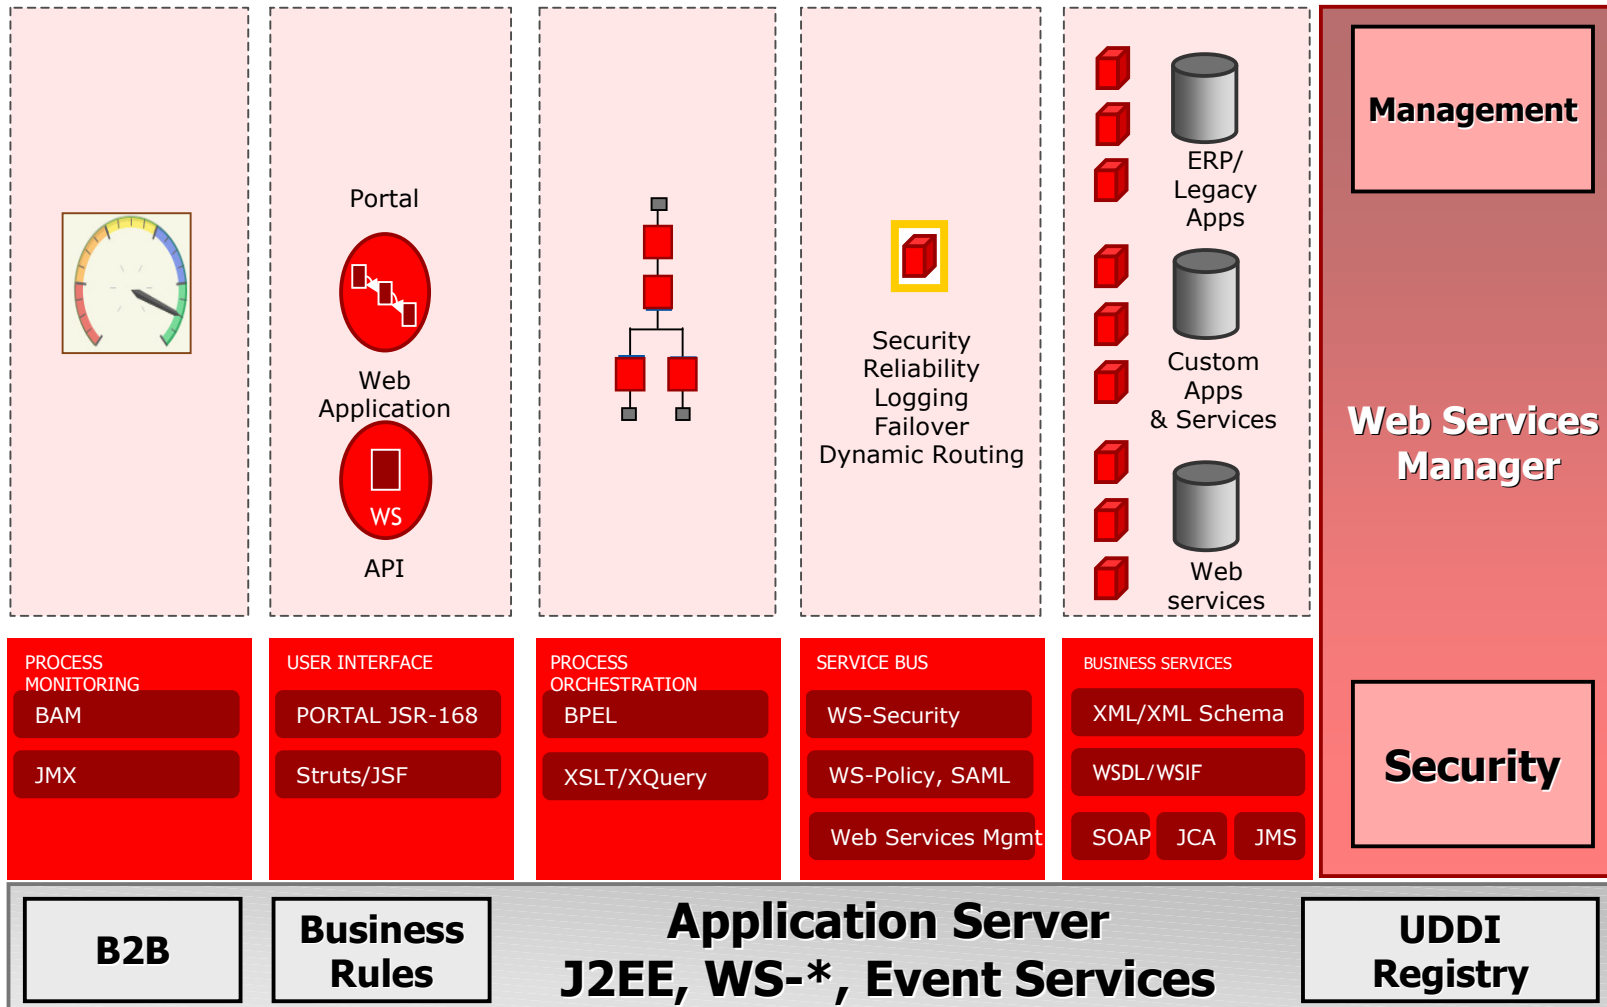 Portal
Web
Application
WS
API
Security
Reliability
Logging
Failover
Dynamic Routing
ERP/
Legacy
Apps
Custom
Apps
& Services
Web
services
Management
Web Services
Manager
Security
PROCESS
MONITORING
BAM
JMX
USER INTERFACE
PORTAL JSR-168
Struts/JSF
PROCESS
ORCHESTRATION
BPEL
XSLT/XQuery
SERVICE BUS
WS-Security
WS-Policy, SAML
Web Services Mgmt
BUSINESS SERVICES
XML/XML Schema
WSDL/WSIF
SOAP
JCA
JMS
B2B
Business
Rules
Application Server
J2EE, WS-*, Event Services
UDDI
Registry